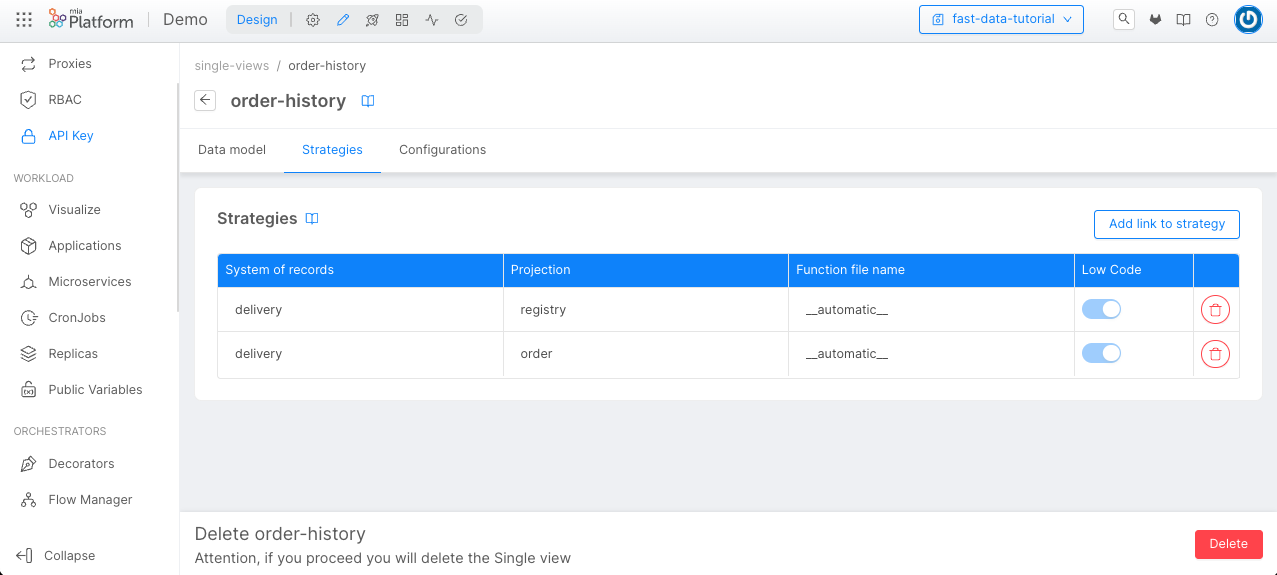 mia
Platform
Demo
Design
fast-data-tutorial
Proxies
RBAC
API Key
WORKLOAD
Visualize
Applications
Microservices
CronJobs
Replicas
Public Variables
ORCHESTRATORS
Decorators
Flow Manager
Collapse
single-views / order-history
order-history
Data model Strategies Configurations
Strategies
Add link to strategy
System of records Projection Function file name Low Code
delivery registry __automatic__
delivery order __automatic__
Delete order-history
Attention, if you proceed you will delete the Single view
Delete